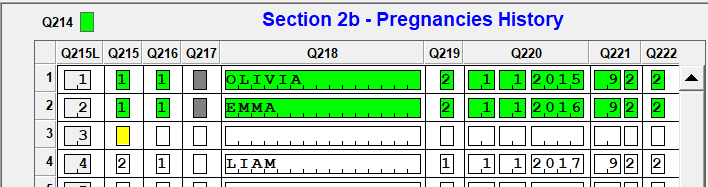 Q214 Section 2b - Pregnancies History
Q215L Q215 Q216 Q217 Q218 Q219 Q220 Q221 Q222
1 1 1 1 OLIVIA 2 1 1 2015 9 2 2
2 2 1 1 EMMA 2 1 1 2016 9 2 2
3 3
4 4 2 1 LIAM 1 1 1 2017 9 2 2